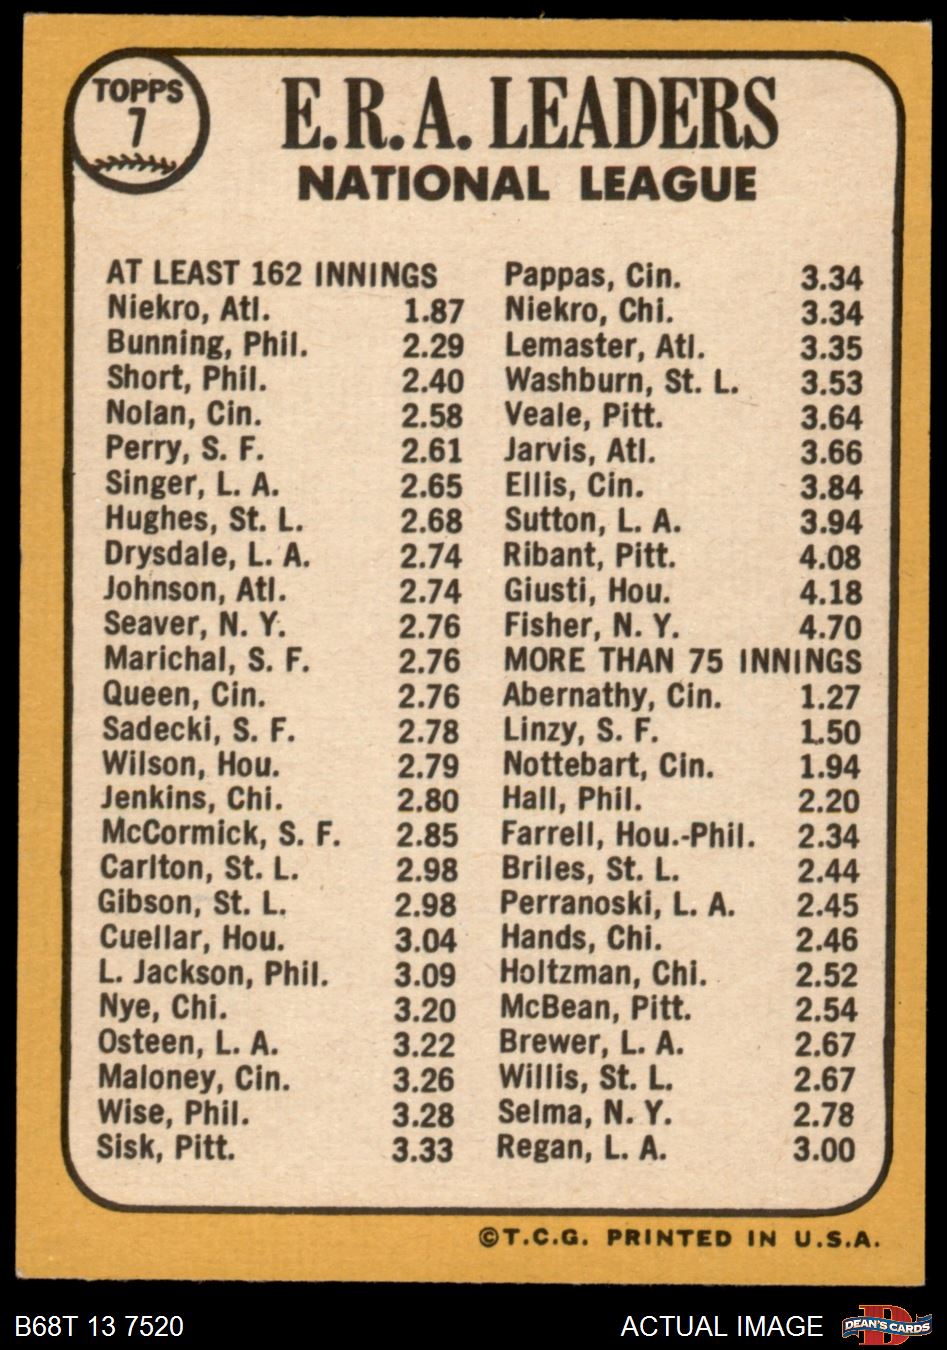 TOPPS
7
E.R.A. LEADERS
NATIONAL LEAGUE
AT LEAST 162 INNINGS
Niekro, Atl. 1.87
Bunning, Phil. 2.29
Short, Phil. 2.40
Nolan, Cin. 2.58
Perry, S. F. 2.61
Singer, L. A. 2.65
Hughes, St. L. 2.68
Drysdale, L. A. 2.74
Johnson, Atl. 2.74
Seaver, N. Y. 2.76
Marichal, S. F. 2.76
Queen, Cin. 2.76
Sadecki, S. F. 2.78
Wilson, Hou. 2.79
Jenkins, Chi. 2.80
McCormick, S. F. 2.85
Carlton, St. L. 2.98
Gibson, St. L. 2.98
Cuellar, Hou. 3.04
L. Jackson, Phil. 3.09
Nye, Chi. 3.20
Osteen, L. A. 3.22
Maloney, Cin. 3.26
Wise, Phil. 3.28
Sisk, Pitt. 3.33
Pappas, Cin. 3.34
Niekro, Chi. 3.34
Lemaster, Atl. 3.35
Washburn, St. L. 3.53
Veale, Pitt. 3.64
Jarvis, Atl. 3.66
Ellis, Cin. 3.84
Sutton, L. A. 3.94
Ribant, Pitt. 4.08
Giusti, Hou. 4.18
Fisher, N. Y. 4.70
MORE THAN 75 INNINGS
Abernathy, Cin. 1.27
Linzy, S. F. 1.50
Nottebart, Cin. 1.94
Hall, Phil. 2.20
Farrell, Hou.-Phil. 2.34
Briles, St. L. 2.44
Perranoski, L. A. 2.45
Hands, Chi. 2.46
Holtzman, Chi. 2.52
McBean, Pitt. 2.54
Brewer, L. A. 2.67
Willis, St. L. 2.67
Selma, N. Y. 2.78
Regan, L. A. 3.00
©T.C.G. PRINTED IN U.S.A.
B68T 13 7520
ACTUAL IMAGE
DEAN'S CARDS